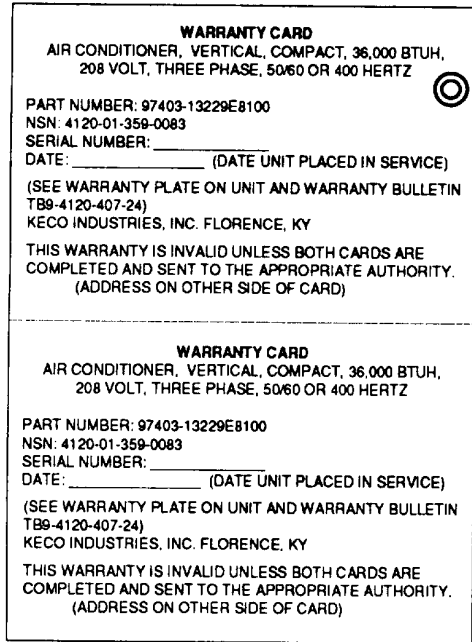 WARRANTY CARD
AIR CONDITIONER, VERTICAL, COMPACT, 36,000 BTUH,
208 VOLT, THREE PHASE, 50/60 OR 400 HERTZ
PART NUMBER: 97403-13229E8100
NSN: 4120-01-359-0083
SERIAL NUMBER: ____________
DATE: ______________ (DATE UNIT PLACED IN SERVICE)
(SEE WARRANTY PLATE ON UNIT AND WARRANTY BULLETIN
TB9-4120-407-24)
KECO INDUSTRIES, INC. FLORENCE, KY
THIS WARRANTY IS INVALID UNLESS BOTH CARDS ARE
COMPLETED AND SENT TO THE APPROPRIATE AUTHORITY.
(ADDRESS ON OTHER SIDE OF CARD)
WARRANTY CARD
AIR CONDITIONER, VERTICAL, COMPACT, 36,000 BTUH,
208 VOLT, THREE PHASE, 50/60 OR 400 HERTZ
PART NUMBER: 97403-13229E8100
NSN: 4120-01-359-0083
SERIAL NUMBER: ____________
DATE: ______________ (DATE UNIT PLACED IN SERVICE)
(SEE WARRANTY PLATE ON UNIT AND WARRANTY BULLETIN
TB9-4120-407-24)
KECO INDUSTRIES, INC. FLORENCE, KY
THIS WARRANTY IS INVALID UNLESS BOTH CARDS ARE
COMPLETED AND SENT TO THE APPROPRIATE AUTHORITY.
(ADDRESS ON OTHER SIDE OF CARD)